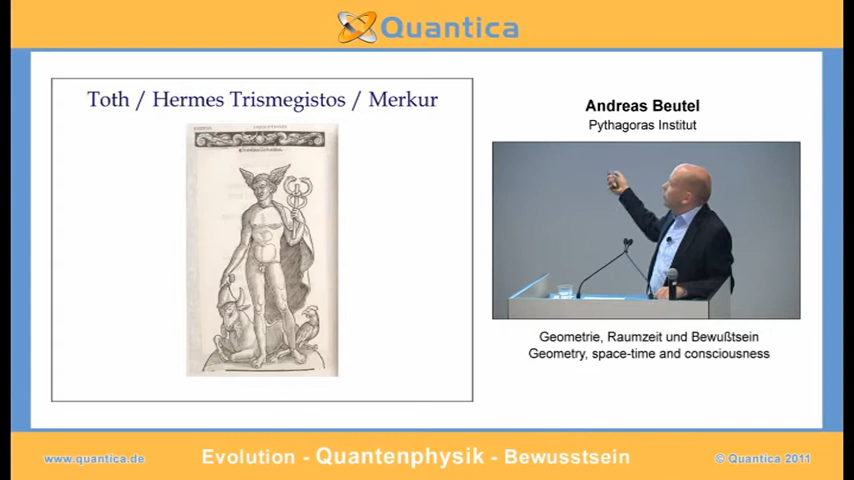 Quantica
Toth / Hermes Trismegistos / Merkur
Andreas Beutel
Pythagoras Institut
Geometrie, Raumzeit und Bewußtsein
Geometry, space-time and consciousness
www.quantica.de
Evolution - Quantenphysik - Bewusstsein
© Quantica 2011